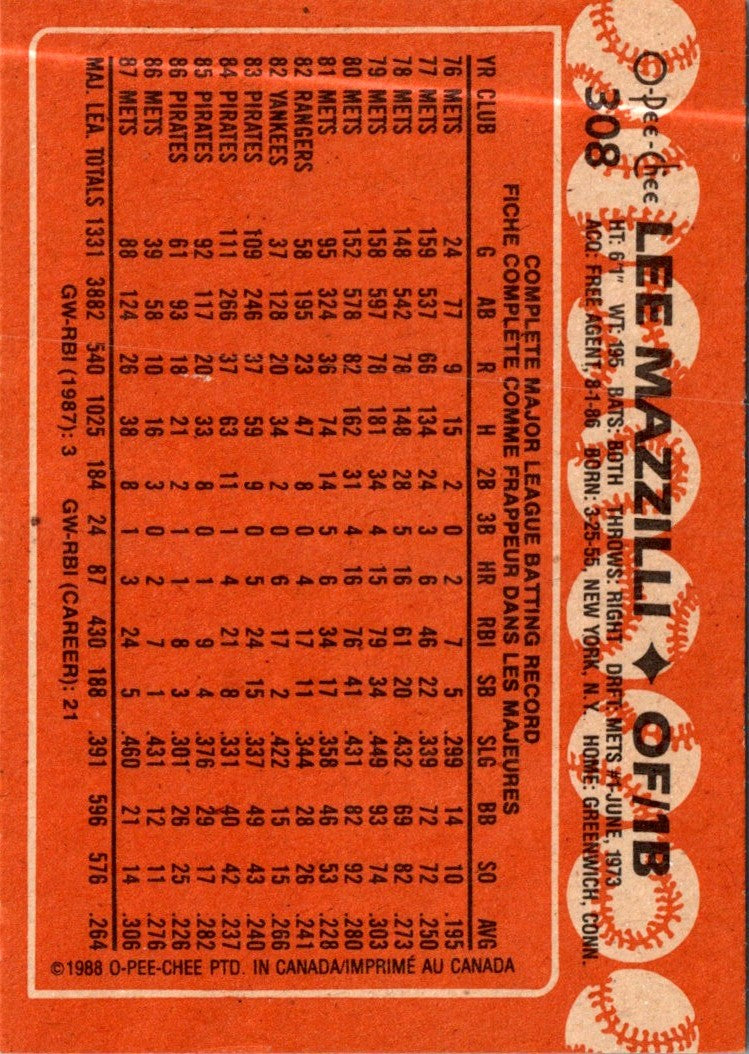 O-Pee-Chee LEE MAZZILLI ♦ OF/1B
308
HT: 6'1" WT: 195 BATS: BOTH THROWS: RIGHT DRFT: METS #1-JUNE, 1973
ACQ: FREE AGENT, 8-1-86 BORN: 3-25-55, NEW YORK, N.Y. HOME: GREENWICH, CONN.
COMPLETE MAJOR LEAGUE BATTING RECORD
FICHE COMPLÈTE COMME FRAPPEUR DANS LES MAJEURES
YR CLUB G AB R H 2B 3B HR RBI SB SLG BB SO AVG
76 METS 24 77 9 15 2 0 2 7 5 .299 14 10 .195
77 METS 159 537 66 134 24 3 6 46 22 .339 72 72 .250
78 METS 148 542 78 148 28 5 16 61 20 .432 69 82 .273
79 METS 158 597 78 181 34 4 15 79 34 .449 93 74 .303
80 METS 152 578 82 162 31 4 16 76 41 .431 82 92 .280
81 METS 95 324 36 74 14 5 6 34 17 .358 46 53 .228
82 RANGERS 58 195 23 47 8 0 4 17 11 .344 28 26 .241
82 YANKEES 37 128 20 34 2 0 6 17 2 .422 15 15 .266
83 PIRATES 109 246 37 59 9 0 5 24 15 .337 49 43 .240
84 PIRATES 111 266 37 63 11 1 4 21 8 .331 40 42 .237
85 PIRATES 92 117 20 33 8 0 1 9 4 .376 29 17 .282
86 PIRATES 61 93 18 21 2 1 1 8 3 .301 26 25 .226
86 METS 39 58 10 16 3 0 2 7 1 .431 12 11 .276
87 METS 88 124 26 38 8 1 3 24 5 .460 21 14 .306
MAJ. LEA. TOTALS 1331 3882 540 1025 184 24 87 430 188 .391 596 576 .264
GW-RBI (1987): 3 GW-RBI (CAREER): 21
©1988 O-PEE-CHEE PTD. IN CANADA/IMPRIMÉ AU CANADA